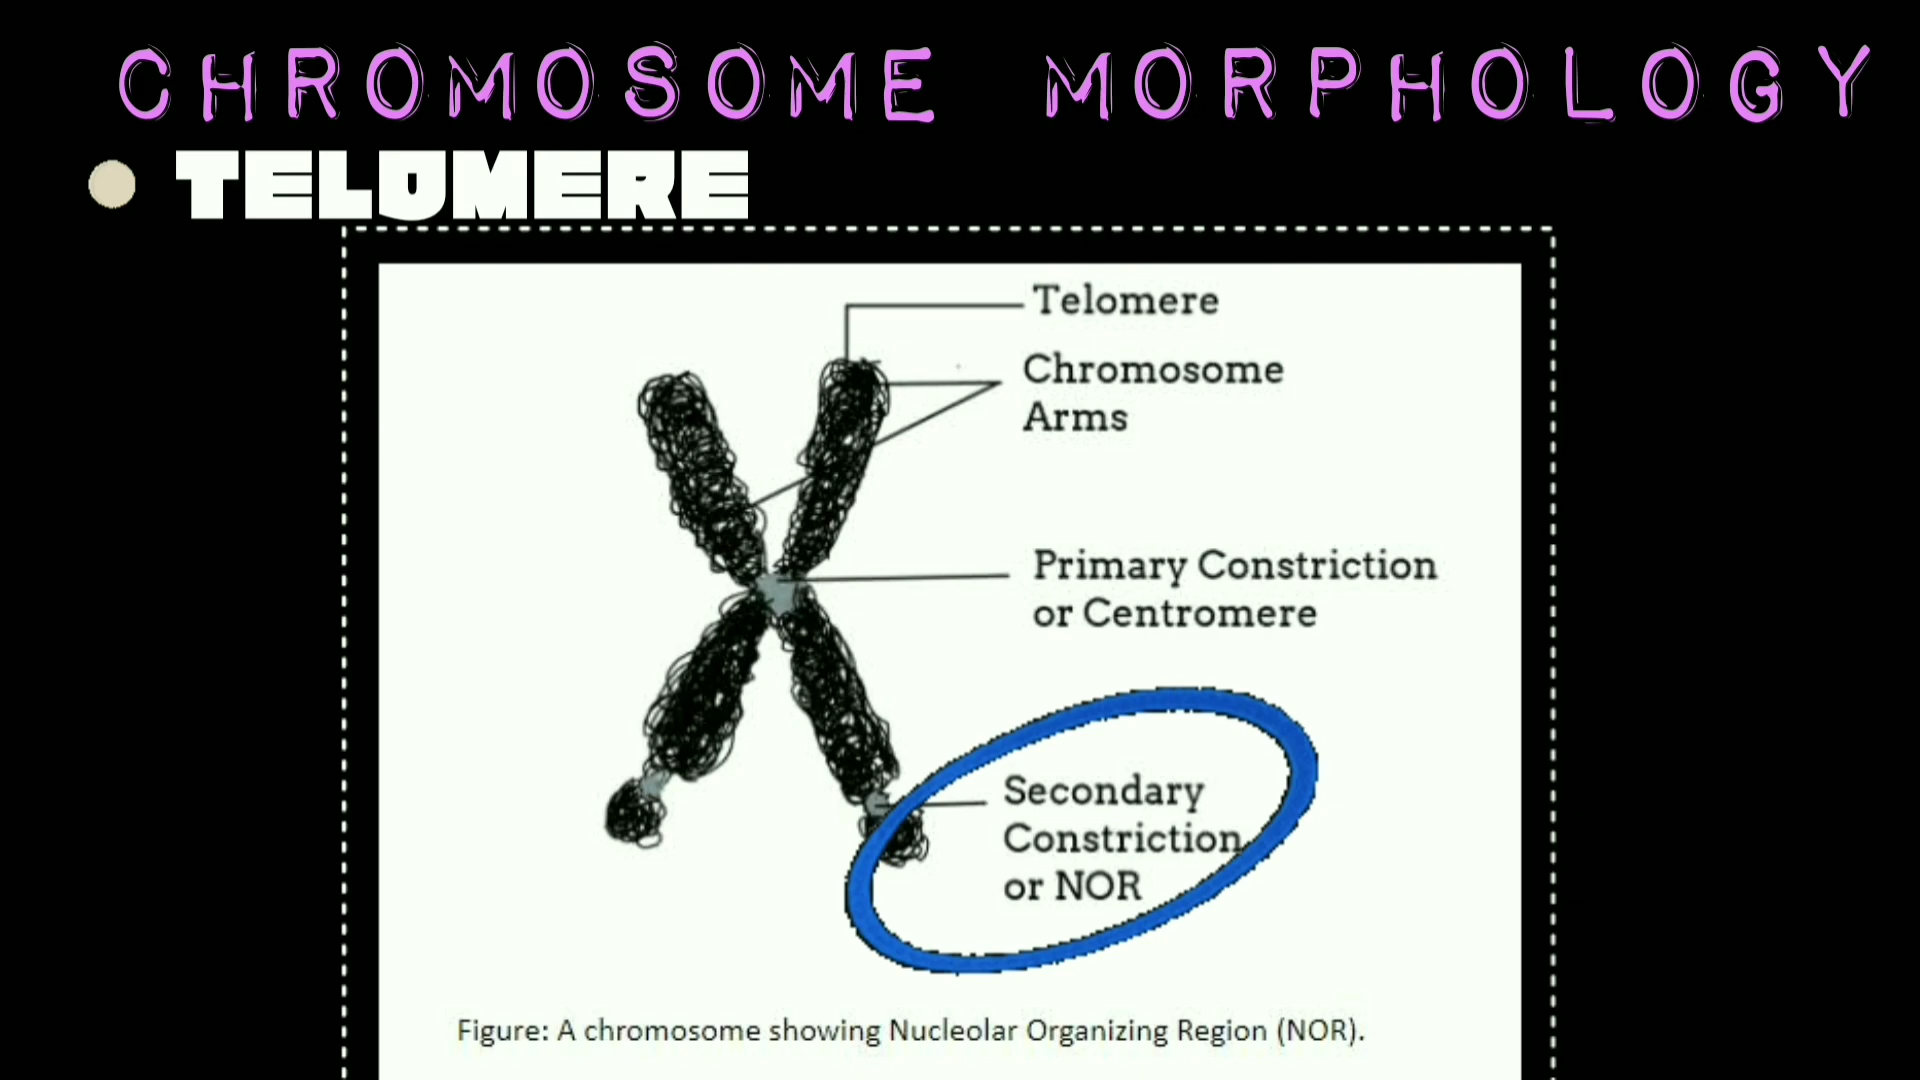 CHROMOSOME MORPHOLOGY
TELOMERE
Telomere
Chromosome
Arms
Primary Constriction
or Centromere
Secondary
Constriction
or NOR
Figure: A chromosome showing Nucleolar Organizing Region (NOR).